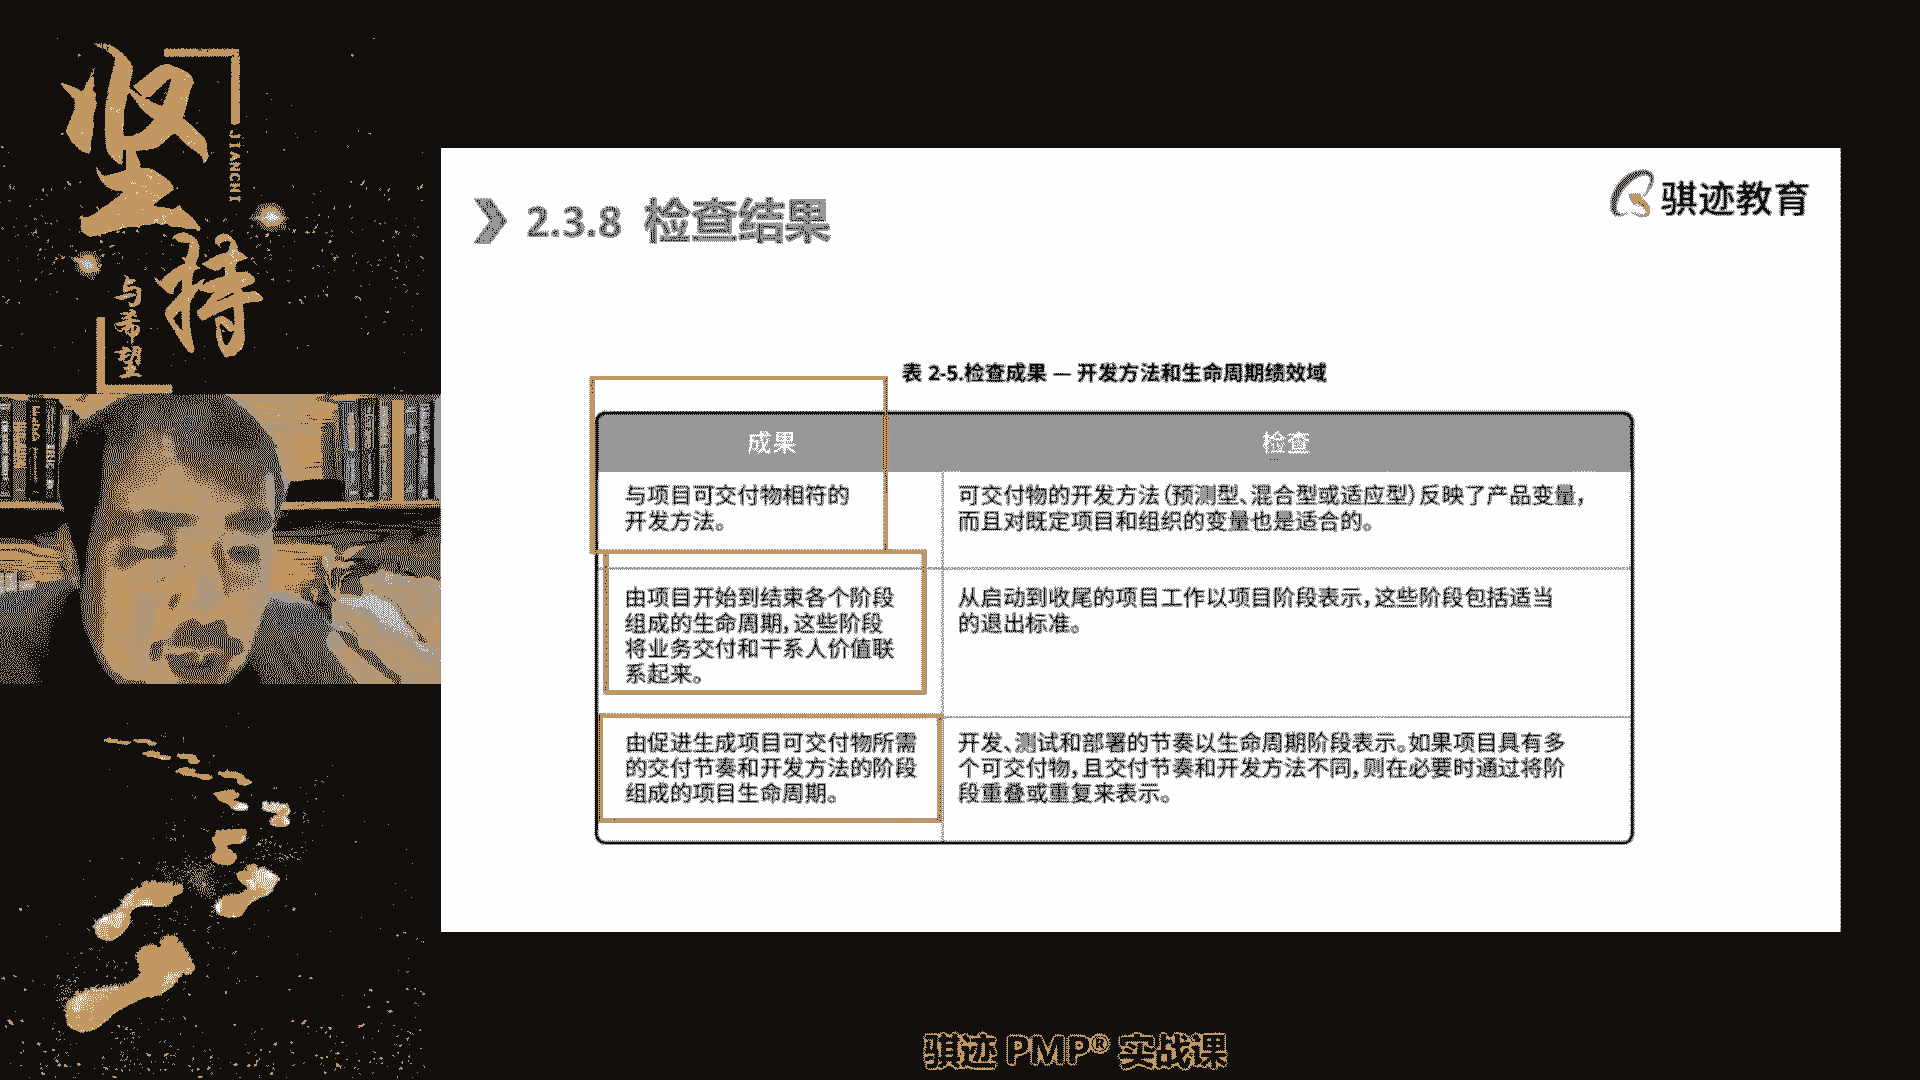 坚持
JIANCHI
与希望
骐迹教育
2.3.8 检查结果
表 2-5.检查成果 — 开发方法和生命周期绩效域
成果
检查
与项目可交付物相符的
开发方法。
可交付物的开发方法(预测型、混合型或适应型)反映了产品变量,
而且对既定项目和组织的变量也是适合的。
由项目开始到结束各个阶段
组成的生命周期,这些阶段
将业务交付和干系人价值联
系起来。
从启动到收尾的项目工作以项目阶段表示,这些阶段包括适当
的退出标准。
由促进生成项目可交付物所需
的交付节奏和开发方法的阶段
组成的项目生命周期。
开发、测试和部署的节奏以生命周期阶段表示。如果项目具有多
个可交付物,且交付节奏和开发方法不同,则在必要时通过将阶
段重叠或重复来表示。
骐迹 PMP® 实战课